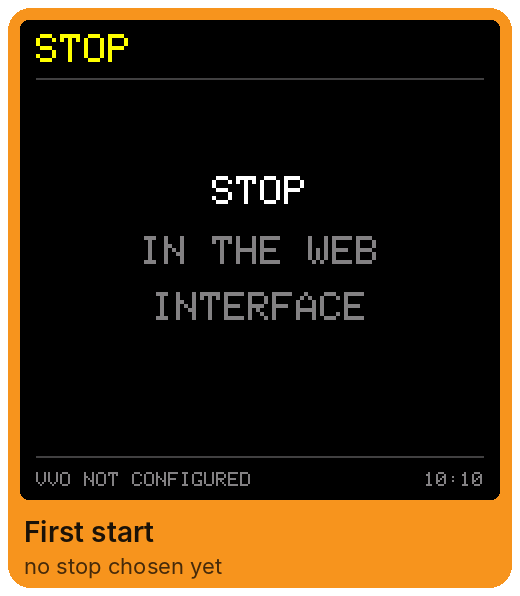 STOP
STOP
IN THE WEB
INTERFACE
VVO NOT CONFIGURED 10:10
First start
no stop chosen yet